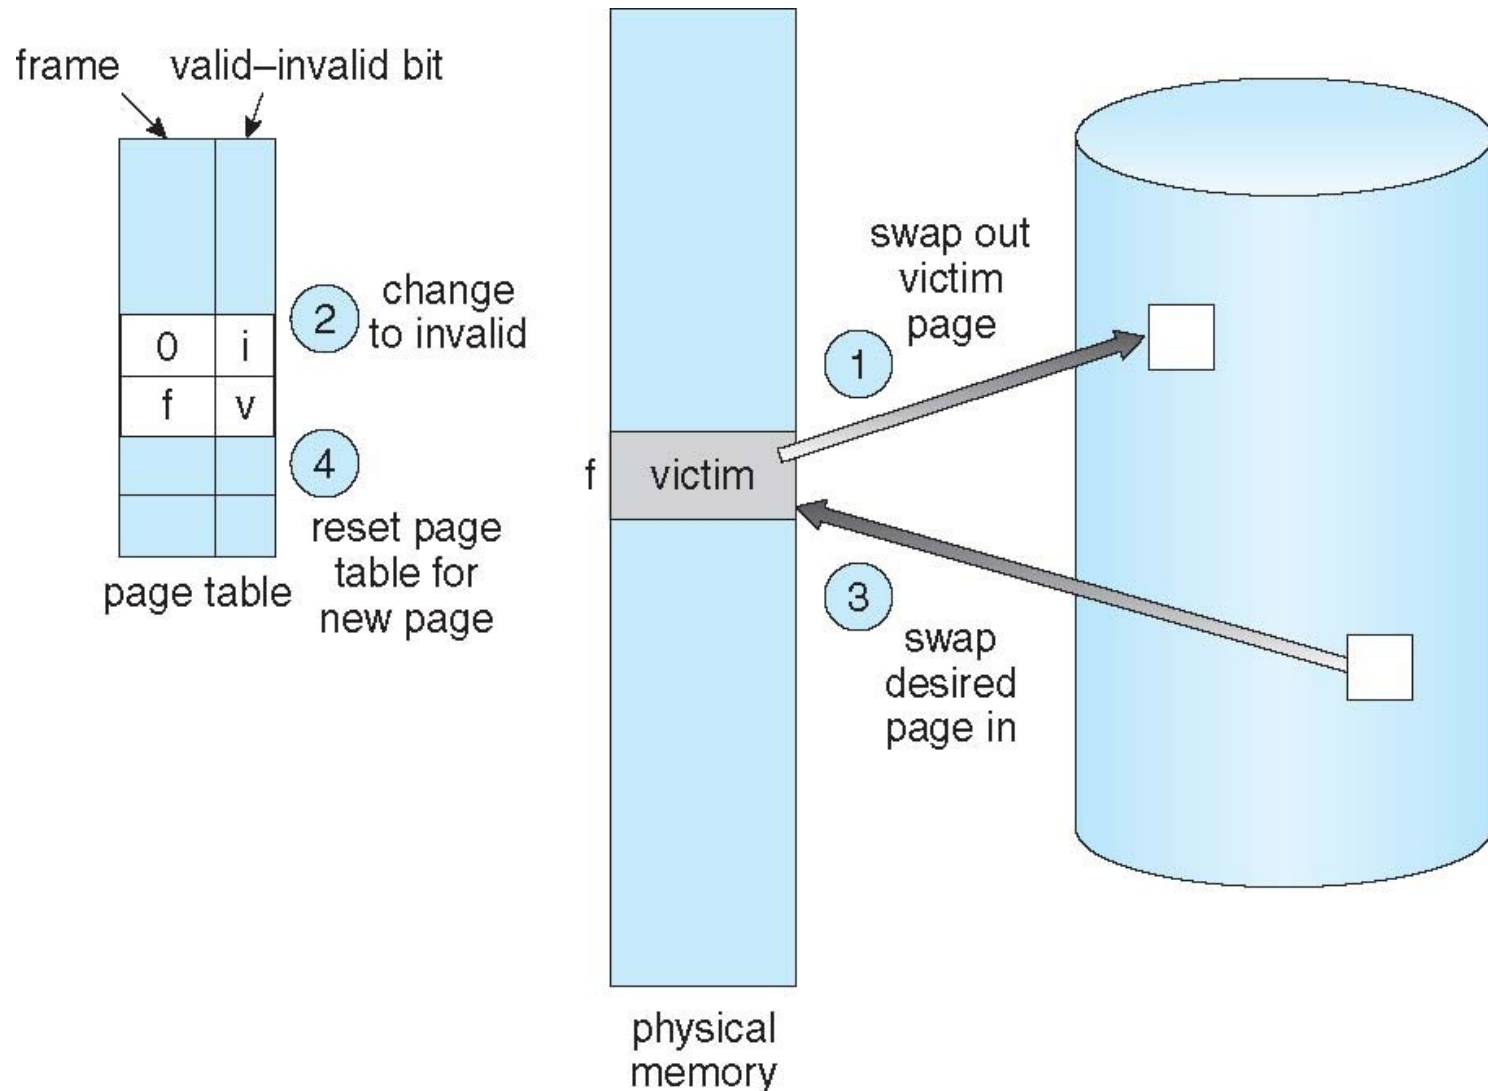 frame
valid–invalid bit
0 i
f v
page table
2
change
to invalid
4
reset page
table for
new page
f
victim
physical
memory
swap out
victim
page
1
3
swap
desired
page in